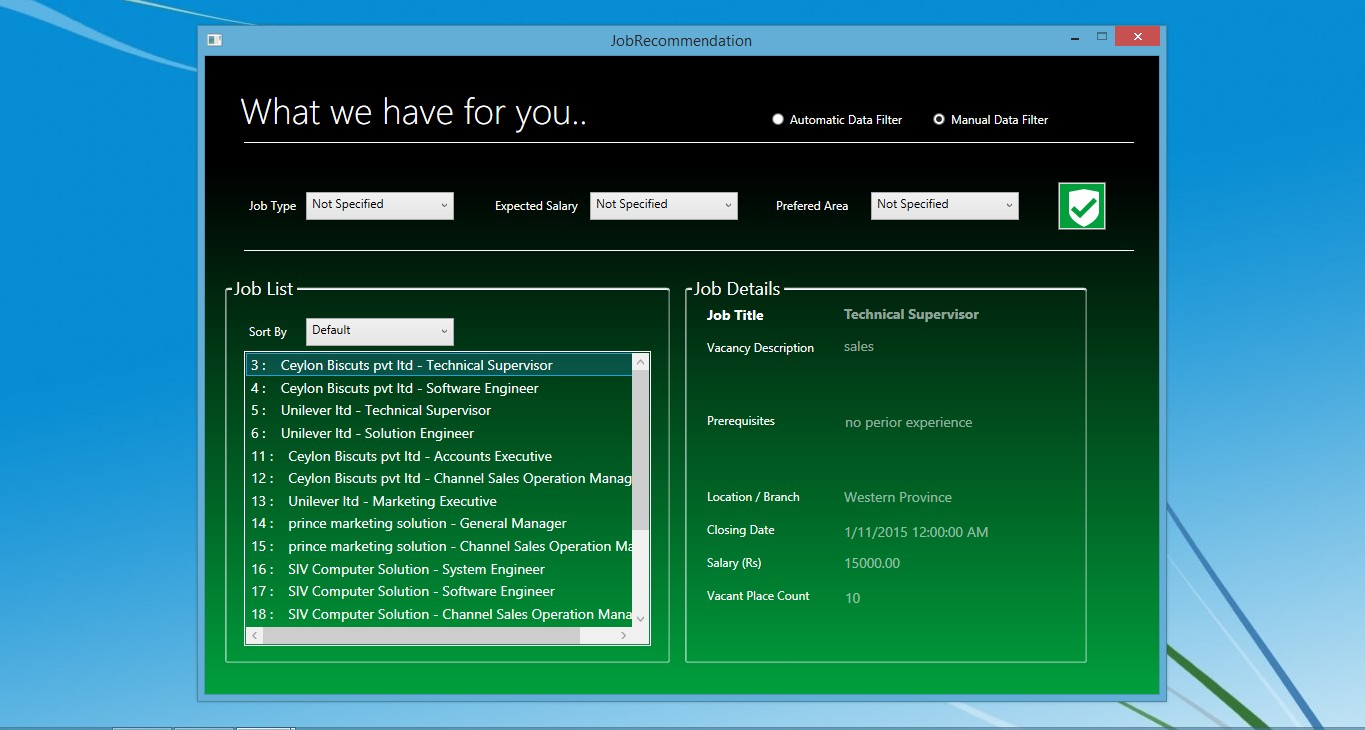 JobRecommendation
What we have for you..
Automatic Data Filter Manual Data Filter
Job Type Not Specified Expected Salary Not Specified Prefered Area Not Specified
Job List
Sort By Default
3 : Ceylon Biscuts pvt ltd - Technical Supervisor
4 : Ceylon Biscuts pvt ltd - Software Engineer
5 : Unilever ltd - Technical Supervisor
6 : Unilever ltd - Solution Engineer
11 : Ceylon Biscuts pvt ltd - Accounts Executive
12 : Ceylon Biscuts pvt ltd - Channel Sales Operation Manag
13 : Unilever ltd - Marketing Executive
14 : prince marketing solution - General Manager
15 : prince marketing solution - Channel Sales Operation Ma
16 : SIV Computer Solution - System Engineer
17 : SIV Computer Solution - Software Engineer
18 : SIV Computer Solution - Channel Sales Operation Mana
Job Details
Job Title Technical Supervisor
Vacancy Description sales
Prerequisites no perior experience
Location / Branch Western Province
Closing Date 1/11/2015 12:00:00 AM
Salary (Rs) 15000.00
Vacant Place Count 10